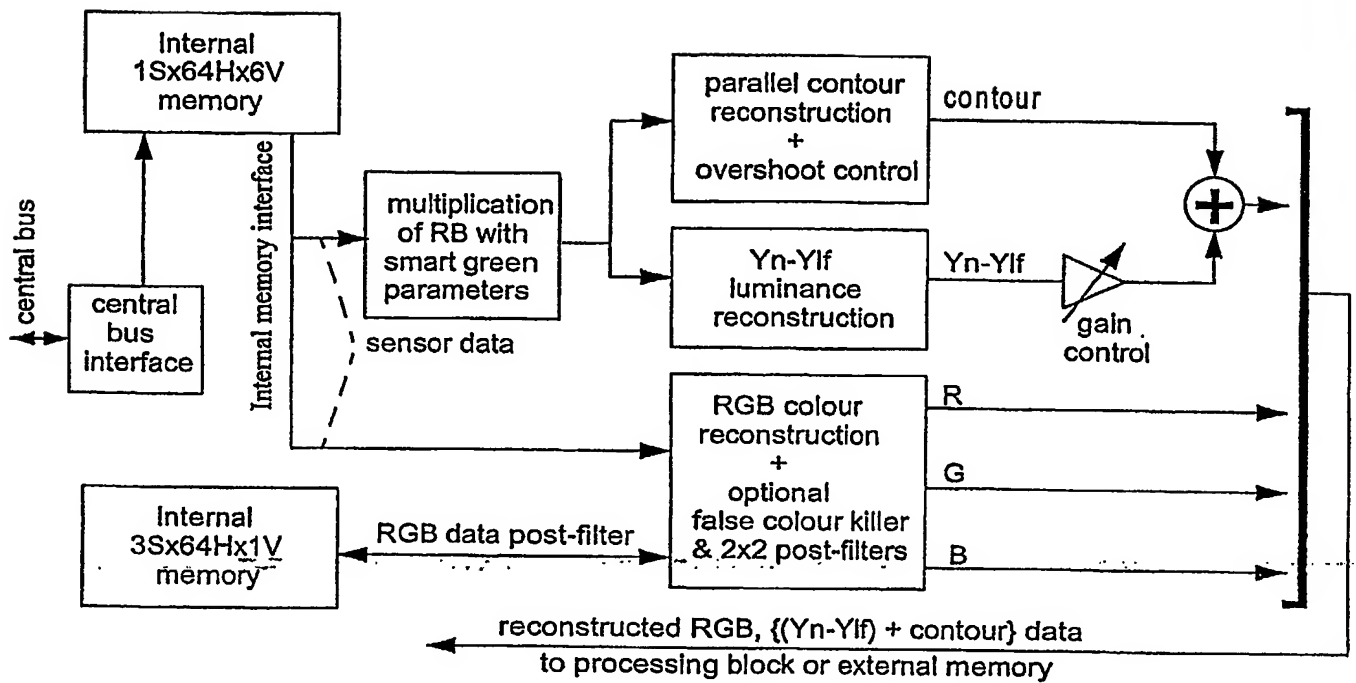 Internal
1Sx64Hx6V
memory
central bus
central
bus
interface
Internal memory interface
multiplication
of RB with
smart green
parameters
sensor data
parallel contour
reconstruction
+
overshoot control
contour
Yn-Ylf
luminance
reconstruction
Yn-Ylf
gain
control
+
RGB colour
reconstruction
+
optional
false colour killer
& 2x2 post-filters
R
G
B
Internal
3Sx64Hx1V
memory
RGB data post-filter
reconstructed RGB, {(Yn-Ylf) + contour} data
to processing block or external memory